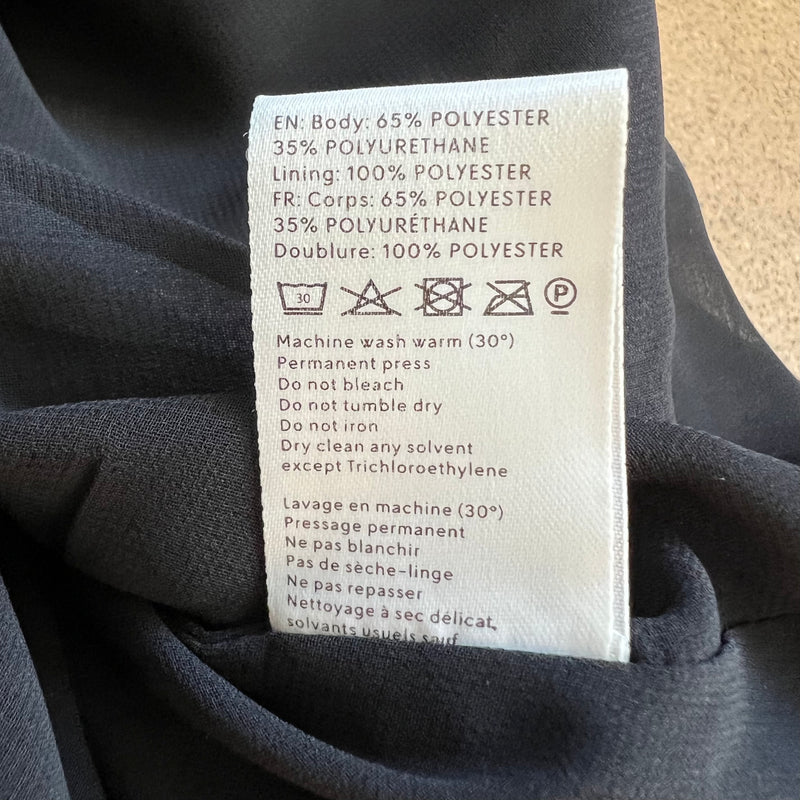 EN: Body: 65% POLYESTER
35% POLYURETHANE
Lining: 100% POLYESTER
FR: Corps: 65% POLYESTER
35% POLYURÉTHANE
Doublure: 100% POLYESTER
30 P
Machine wash warm (30°)
Permanent press
Do not bleach
Do not tumble dry
Do not iron
Dry clean any solvent
except Trichloroethylene
Lavage en machine (30°)
Pressage permanent
Ne pas blanchir
Pas de sèche-linge
Ne pas repasser
Nettoyage à sec délicat,
solvants usuels sauf